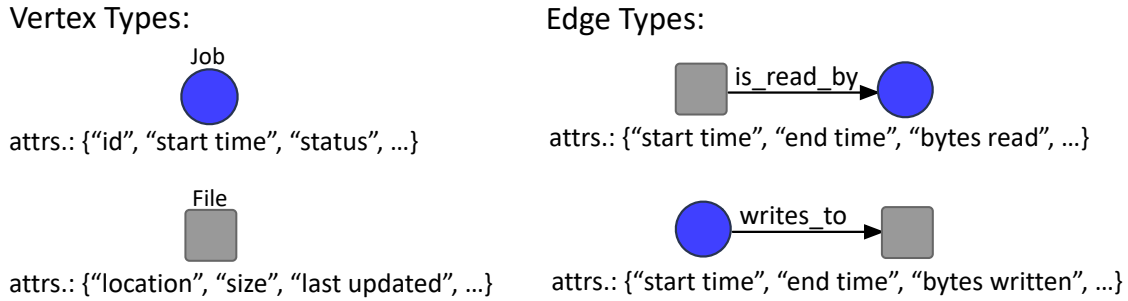 Vertex Types:
Job
attrs.: {“id”, “start time”, “status”, ...}
File
attrs.: {“location”, “size”, “last updated”, ...}
Edge Types:
is_read_by
attrs.: {“start time”, “end time”, “bytes read”, ...}
writes_to
attrs.: {“start time”, “end time”, “bytes written”, ...}